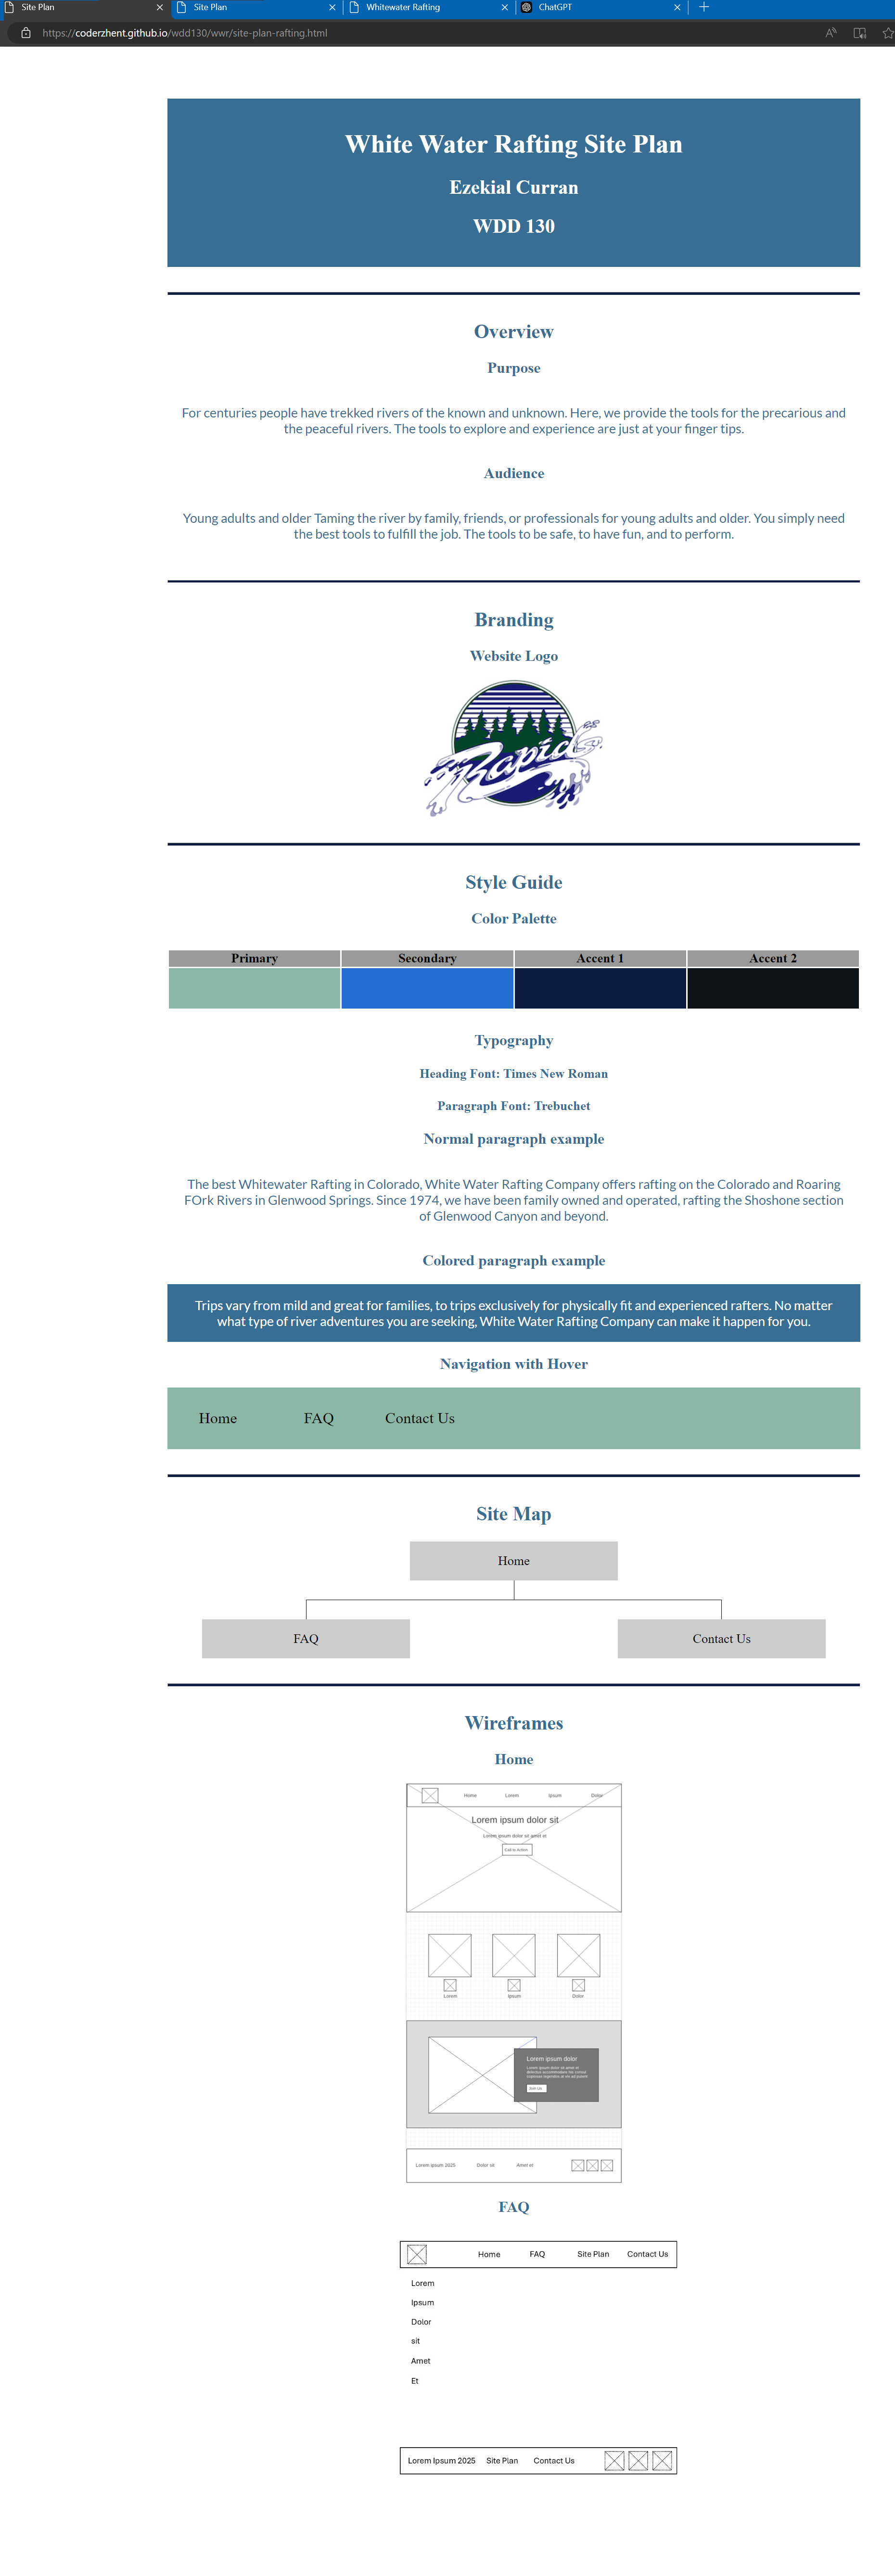 Site Plan
Site Plan
Whitewater Rafting
ChatGPT
https://coderzhent.github.io/wdd130/wwr/site-plan-rafting.html
White Water Rafting Site Plan
Ezekial Curran
WDD 130
Overview
Purpose
For centuries people have trekked rivers of the known and unknown. Here, we provide the tools for the precarious and
the peaceful rivers. The tools to explore and experience are just at your finger tips.
Audience
Young adults and older Taming the river by family, friends, or professionals for young adults and older. You simply need
the best tools to fulfill the job. The tools to be safe, to have fun, and to perform.
Branding
Website Logo
Rapids
Style Guide
Color Palette
Primary Secondary Accent 1 Accent 2
Typography
Heading Font: Times New Roman
Paragraph Font: Trebuchet
Normal paragraph example
The best Whitewater Rafting in Colorado, White Water Rafting Company offers rafting on the Colorado and Roaring
FOrk Rivers in Glenwood Springs. Since 1974, we have been family owned and operated, rafting the Shoshone section
of Glenwood Canyon and beyond.
Colored paragraph example
Trips vary from mild and great for families, to trips exclusively for physically fit and experienced rafters. No matter
what type of river adventures you are seeking, White Water Rafting Company can make it happen for you.
Navigation with Hover
Home FAQ Contact Us
Site Map
Home
FAQ Contact Us
Wireframes
Home
Home Lorem Ipsum Dolor
Lorem ipsum dolor sit
Lorem ipsum dolor sit amet et
Call to Action
Lorem Ipsum Dolor
Lorem ipsum dolor
Lorem ipsum dolor sit amet et
Lorem ipsum 2025 Dolor sit Amet et
FAQ
Home FAQ Site Plan Contact Us
Lorem
Ipsum
Dolor
sit
Amet
Et
Lorem Ipsum 2025 Site Plan Contact Us